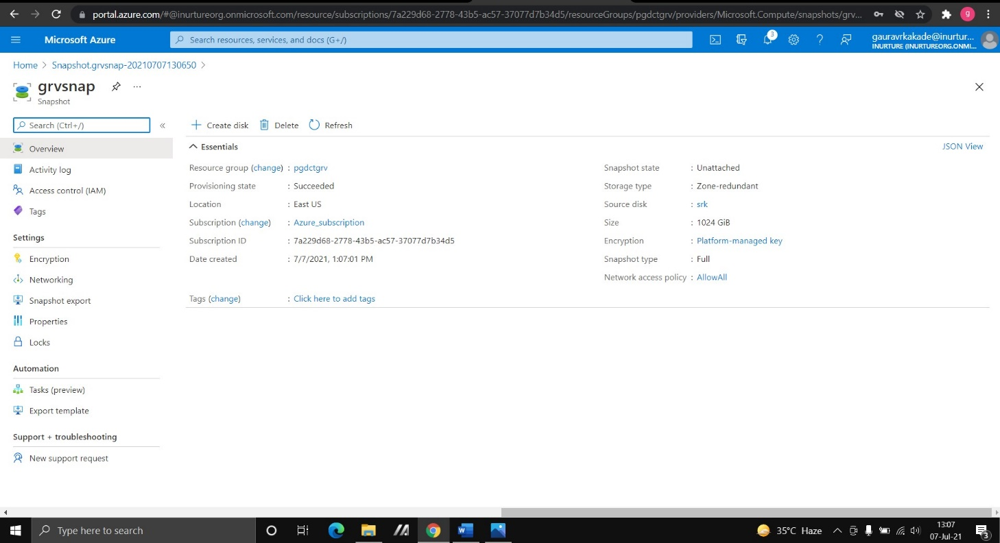 portal.azure.com/#@inurtureorg.onmicrosoft.com/resource/subscriptions/7a229d68-2778-43b5-ac57-37077d7b34d5/resourceGroups/pgdctgrv/providers/Microsoft.Compute/snapshots/grv...
g
Microsoft Azure
Search resources, services, and docs (G+/)
3
gauravrkakade@inurtur...
INURTURE (INURTUREORG.ONMI...
Home > Snapshot.grvsnap-20210707130650 >
grvsnap
...
Snapshot
Search (Ctrl+/)
«
Create disk
Delete
Refresh
Overview
Activity log
Access control (IAM)
Tags
Settings
Encryption
Networking
Snapshot export
Properties
Locks
Automation
Tasks (preview)
Export template
Support + troubleshooting
New support request
Essentials
JSON View
Resource group (change) : pgdctgrv
Provisioning state : Succeeded
Location : East US
Subscription (change) : Azure_subscription
Subscription ID : 7a229d68-2778-43b5-ac57-37077d7b34d5
Date created : 7/7/2021, 1:07:01 PM
Tags (change) : Click here to add tags
Snapshot state : Unattached
Storage type : Zone-redundant
Source disk : srk
Size : 1024 GiB
Encryption : Platform-managed key
Snapshot type : Full
Network access policy : AllowAll
Type here to search
35°C Haze
13:07
07-Jul-21
3